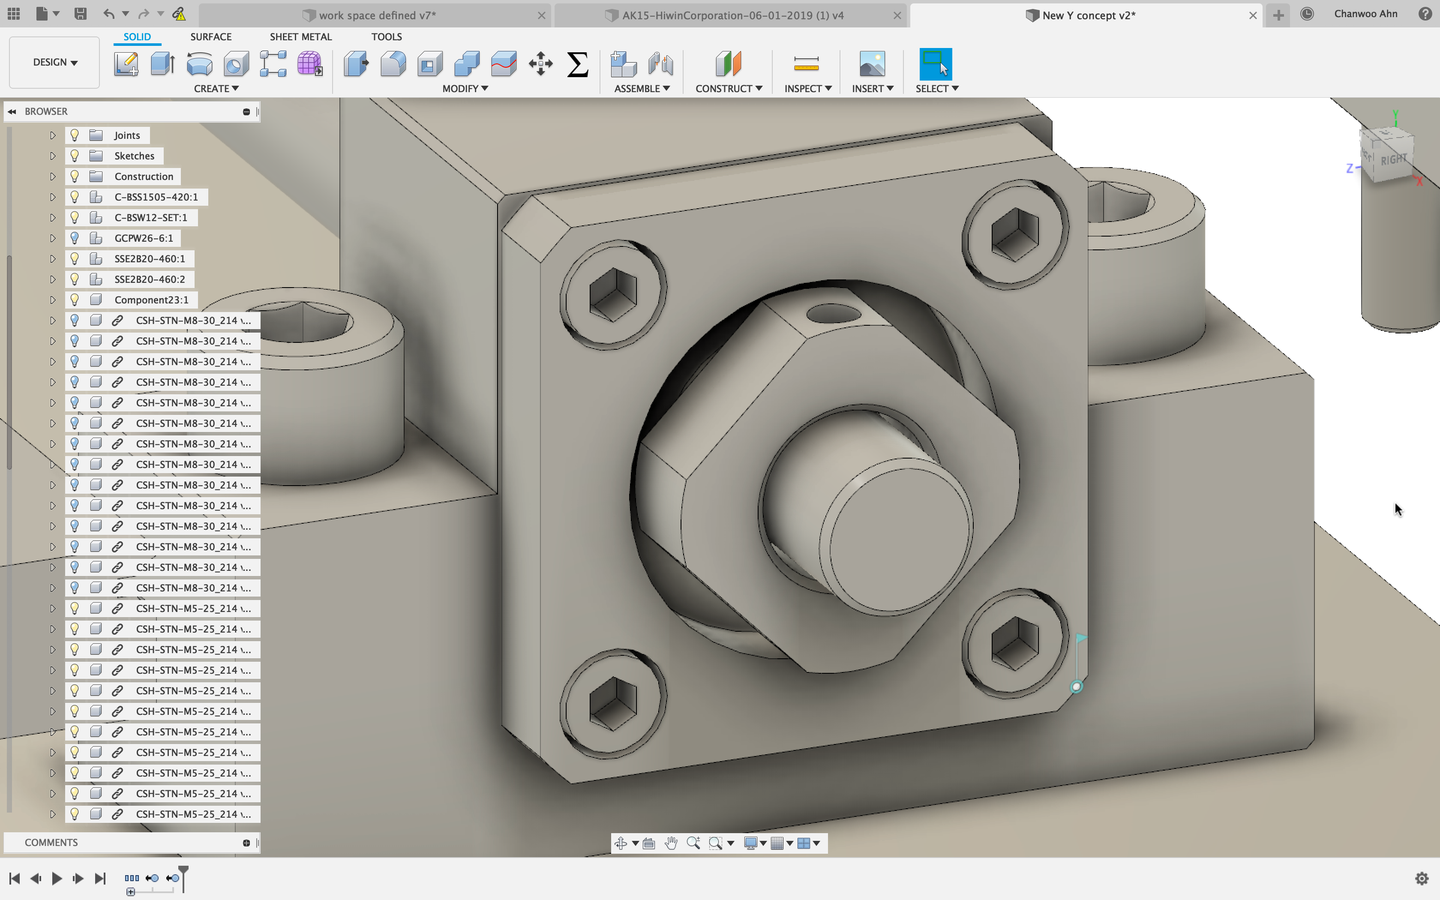 work space defined v7*
AK15-HiwinCorporation-06-01-2019 (1) v4
New Y concept v2*
Chanwoo Ahn
SOLID
SURFACE
SHEET METAL
TOOLS
DESIGN
CREATE
MODIFY
ASSEMBLE
CONSTRUCT
INSPECT
INSERT
SELECT
BROWSER
Joints
Sketches
Construction
C-BSS1505-420:1
C-BSW12-SET:1
GCPW26-6:1
SSE2B20-460:1
SSE2B20-460:2
Component23:1
CSH-STN-M8-30_214 v...
CSH-STN-M8-30_214 v...
CSH-STN-M8-30_214 v...
CSH-STN-M8-30_214 v...
CSH-STN-M8-30_214 v...
CSH-STN-M8-30_214 v...
CSH-STN-M8-30_214 v...
CSH-STN-M8-30_214 v...
CSH-STN-M8-30_214 v...
CSH-STN-M8-30_214 v...
CSH-STN-M8-30_214 v...
CSH-STN-M8-30_214 v...
CSH-STN-M8-30_214 v...
CSH-STN-M8-30_214 v...
CSH-STN-M5-25_214 v...
CSH-STN-M5-25_214 v...
CSH-STN-M5-25_214 v...
CSH-STN-M5-25_214 v...
CSH-STN-M5-25_214 v...
CSH-STN-M5-25_214 v...
CSH-STN-M5-25_214 v...
CSH-STN-M5-25_214 v...
CSH-STN-M5-25_214 v...
CSH-STN-M5-25_214 v...
CSH-STN-M5-25_214 v...
COMMENTS
Y
Z
RIGHT
X